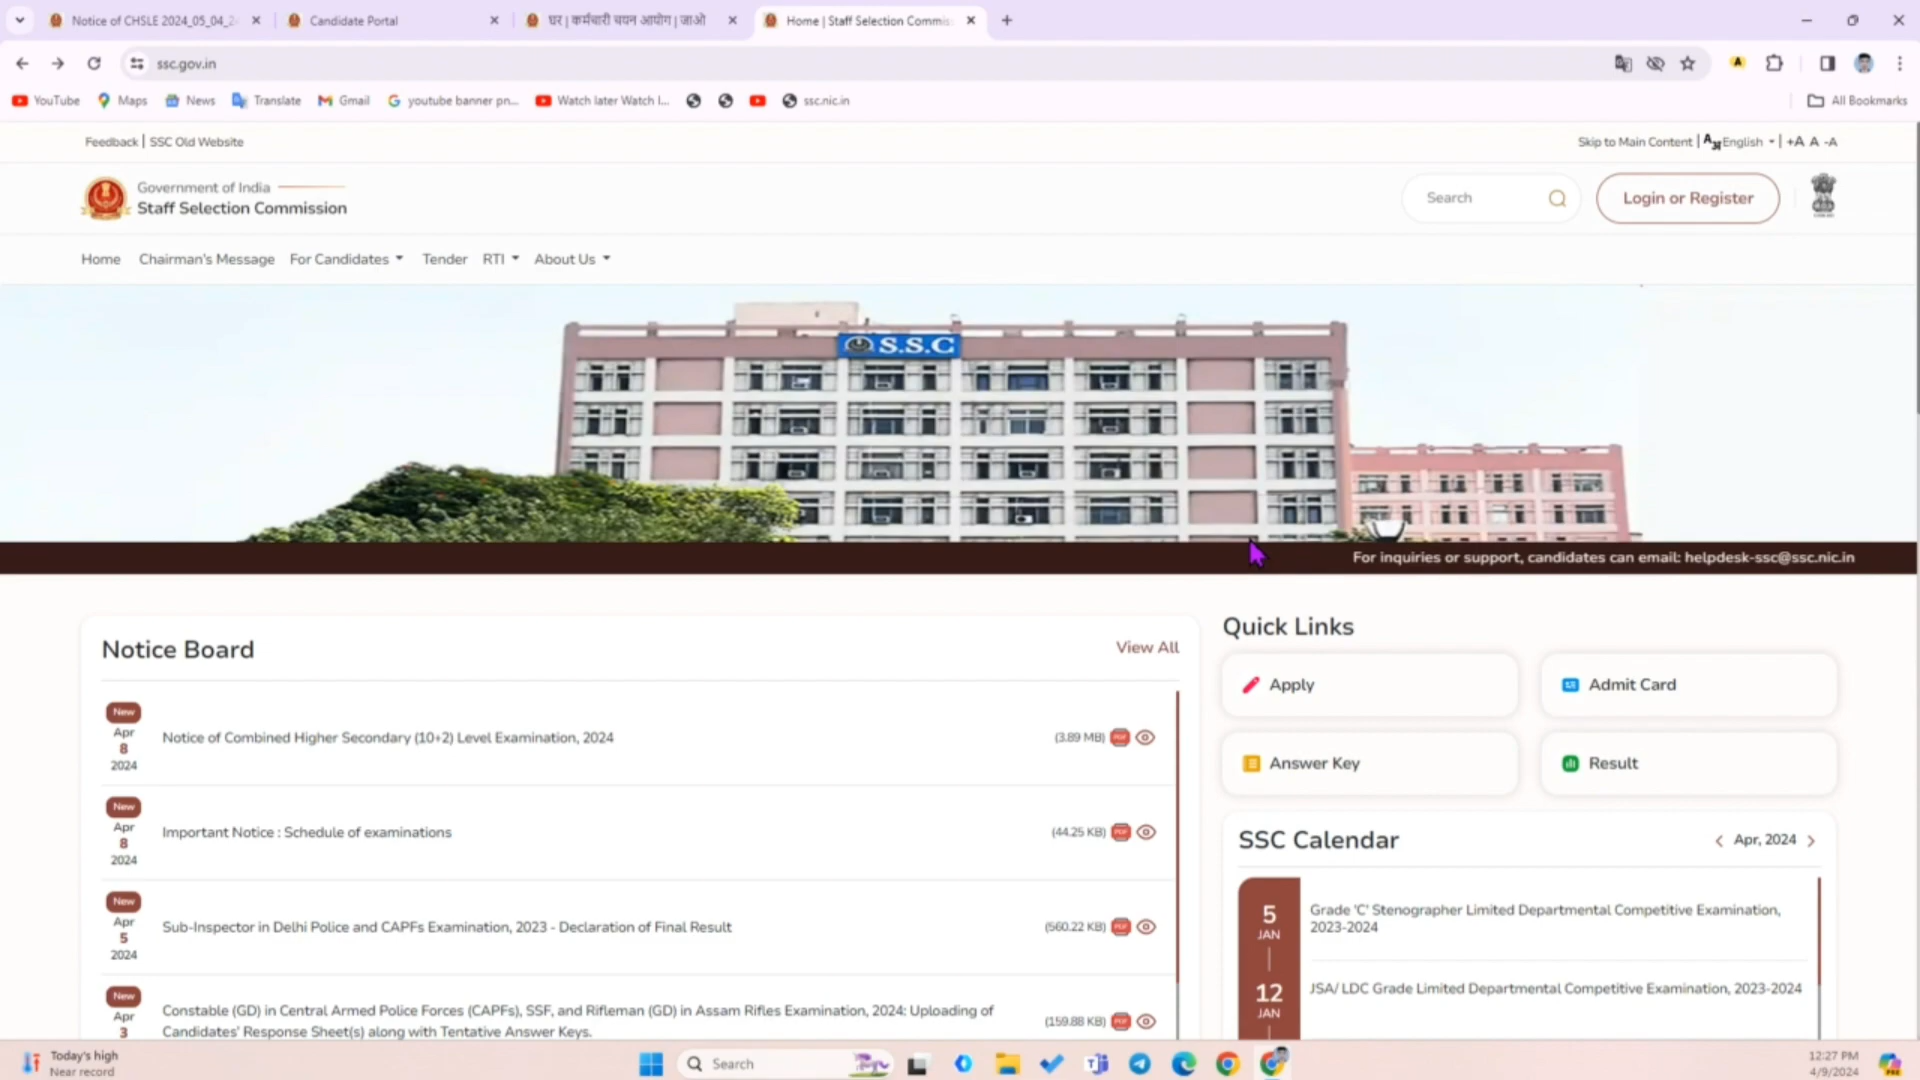 Notice of CHSLE 2024_05_04_2
Candidate Portal
घर | कर्मचारी चयन आयोग | जाओ
Home | Staff Selection Commis
ssc.gov.in
YouTube
Maps
News
Translate
Gmail
youtube banner pn...
Watch later Watch l...
ssc.nic.in
All Bookmarks
Feedback | SSC Old Website
Skip to Main Content | English | +A A -A
Government of India
Staff Selection Commission
Search
Login or Register
Home
Chairman's Message
For Candidates
Tender
RTI
About Us
S.S.C
For inquiries or support, candidates can email: helpdesk-ssc@ssc.nic.in
Notice Board
View All
New
Apr
8
2024
Notice of Combined Higher Secondary (10+2) Level Examination, 2024
(3.89 MB)
PDF
New
Apr
8
2024
Important Notice : Schedule of examinations
(44.25 KB)
PDF
New
Apr
5
2024
Sub-Inspector in Delhi Police and CAPFs Examination, 2023 - Declaration of Final Result
(560.22 KB)
PDF
New
Apr
3
Constable (GD) in Central Armed Police Forces (CAPFs), SSF, and Rifleman (GD) in Assam Rifles Examination, 2024: Uploading of
Candidates' Response Sheet(s) along with Tentative Answer Keys.
(159.88 KB)
PDF
Quick Links
Apply
Admit Card
Answer Key
Result
SSC Calendar
Apr, 2024
5
JAN
Grade 'C' Stenographer Limited Departmental Competitive Examination,
2023-2024
12
JAN
JSA/ LDC Grade Limited Departmental Competitive Examination, 2023-2024
Today's high
Near record
Search
12:27 PM
4/9/2024